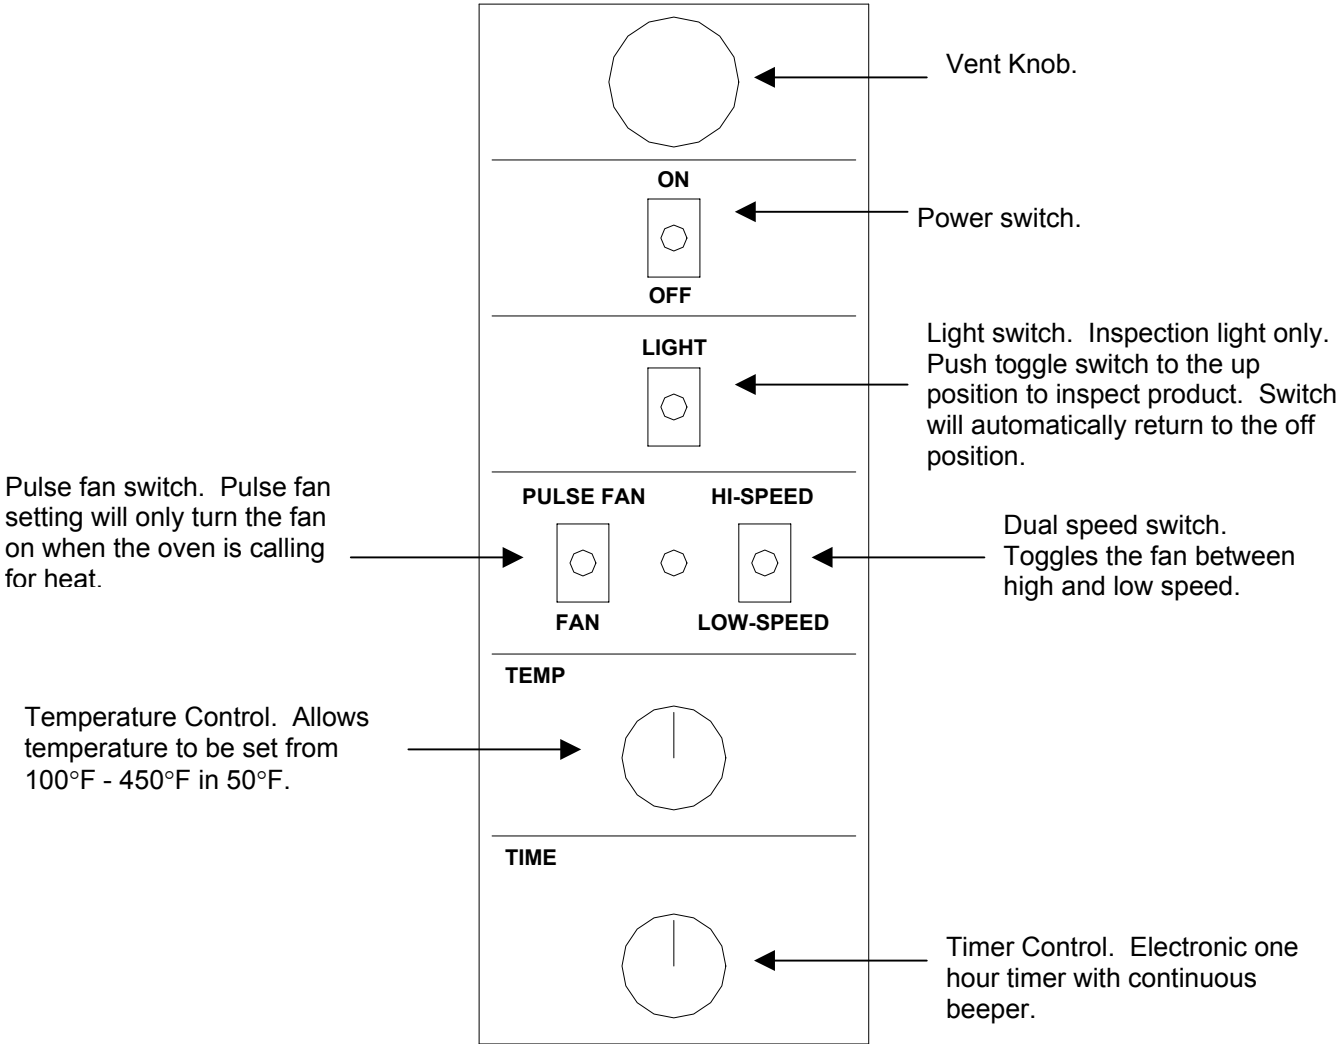 Vent Knob.
ON
Power switch.
OFF
Light switch.  Inspection light only.
Push toggle switch to the up
position to inspect product.  Switch
will automatically return to the off
position.
LIGHT
Pulse fan switch.  Pulse fan
setting will only turn the fan
on when the oven is calling
for heat.
PULSE FAN
HI-SPEED
FAN
LOW-SPEED
Dual speed switch.
Toggles the fan between
high and low speed.
TEMP
Temperature Control.  Allows
temperature to be set from
100°F - 450°F in 50°F.
TIME
Timer Control.  Electronic one
hour timer with continuous
beeper.